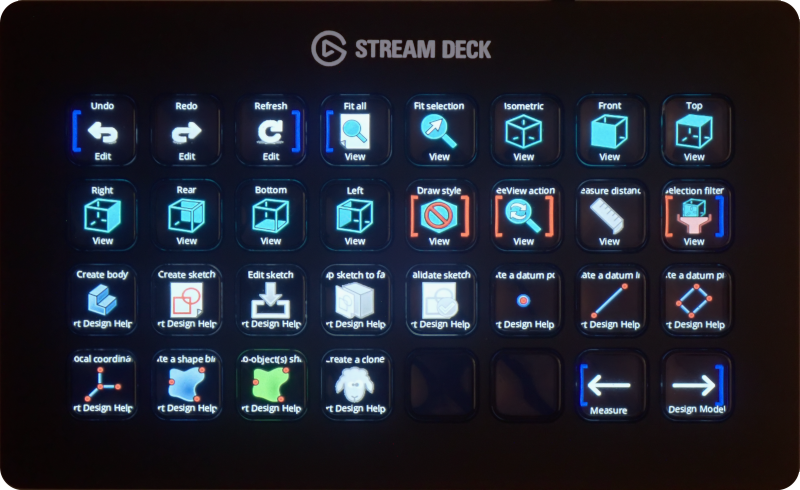 STREAM DECK
Undo
Edit
Redo
Edit
Refresh
Edit
Fit all
View
Fit selection
View
Isometric
View
Front
View
Top
View
Right
View
Rear
View
Bottom
View
Left
View
Draw style
View
eeView action
View
easure distanc
View
election filter
View
Create body
rt Design Help
Create sketch
rt Design Help
Edit sketch
rt Design Help
p sketch to fa
rt Design Help
alidate sketch
rt Design Help
te a datum po
rt Design Help
ate a datum li
rt Design Help
te a datum pl
rt Design Help
ocal coordina
rt Design Help
te a shape bi
rt Design Help
o-object(s) sh
rt Design Help
Create a clone
rt Design Help
Measure
Design Model